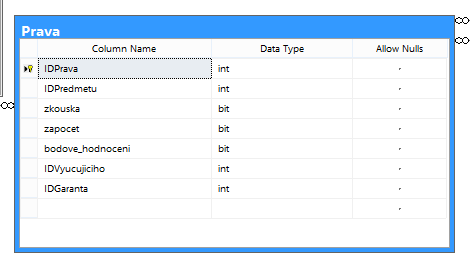 Prava
Column Name Data Type Allow Nulls
IDPrava int
IDPredmetu int
zkouska bit
zapocet bit
bodove_hodnoceni bit
IDVyucujiciho int
IDGaranta int